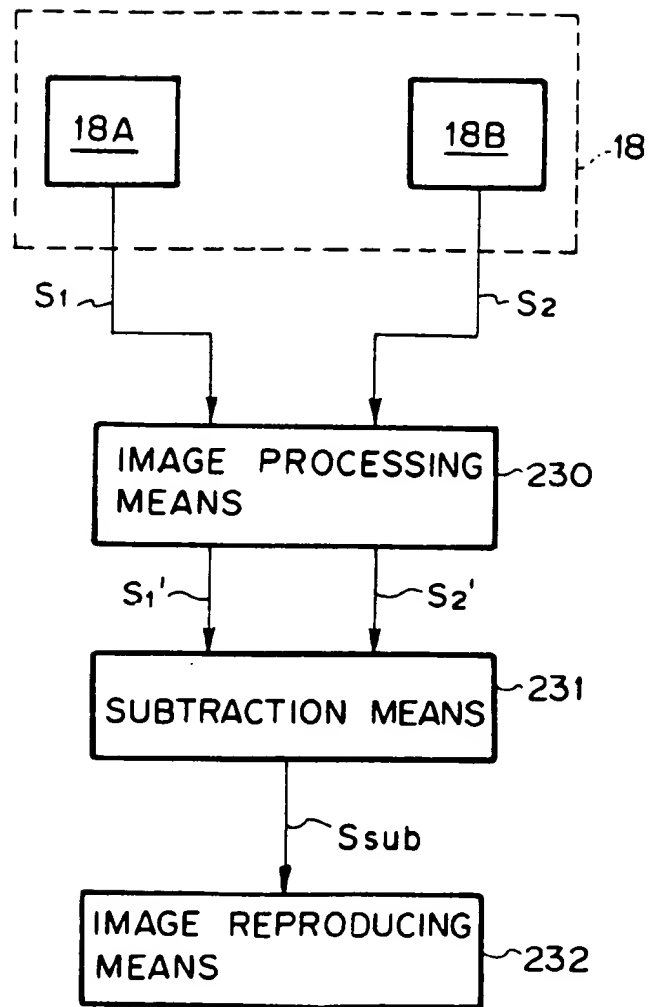 18A
18B
18
S1
S2
IMAGE PROCESSING
MEANS
230
S1'
S2'
SUBTRACTION MEANS
231
Ssub
IMAGE REPRODUCING
MEANS
232